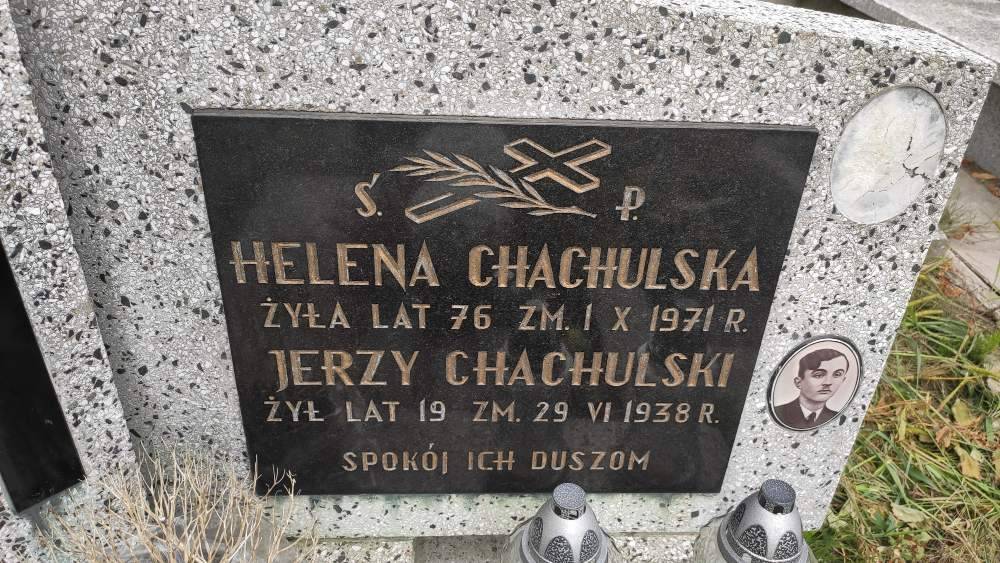 Ś. P.
HELENA CHACHULSKA
ŻYŁA LAT 76 ZM. 1 X 1971 R.
JERZY CHACHULSKI
ŻYŁ LAT 19 ZM. 29 VI 1938 R.
SPOKÓJ ICH DUSZOM